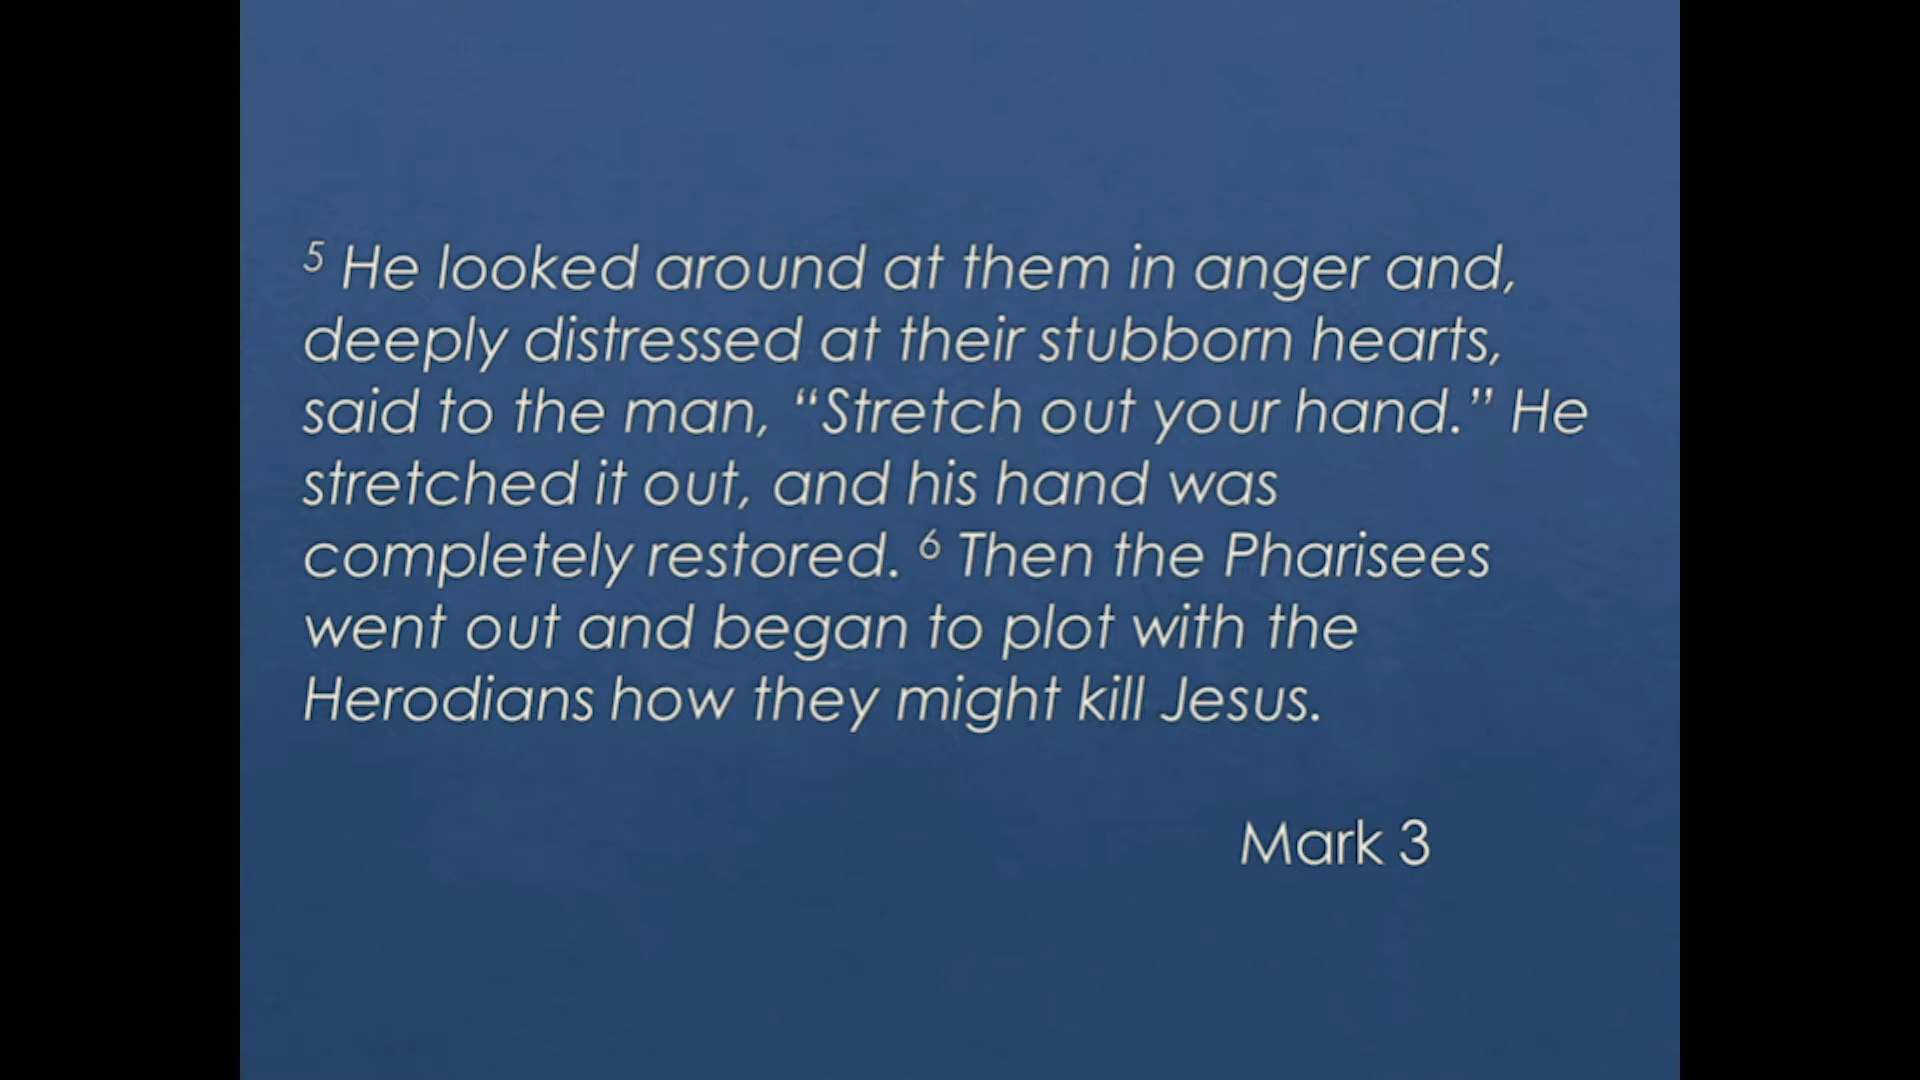 ⁵ He looked around at them in anger and,
deeply distressed at their stubborn hearts,
said to the man, “Stretch out your hand.” He
stretched it out, and his hand was
completely restored. ⁶ Then the Pharisees
went out and began to plot with the
Herodians how they might kill Jesus.
Mark 3